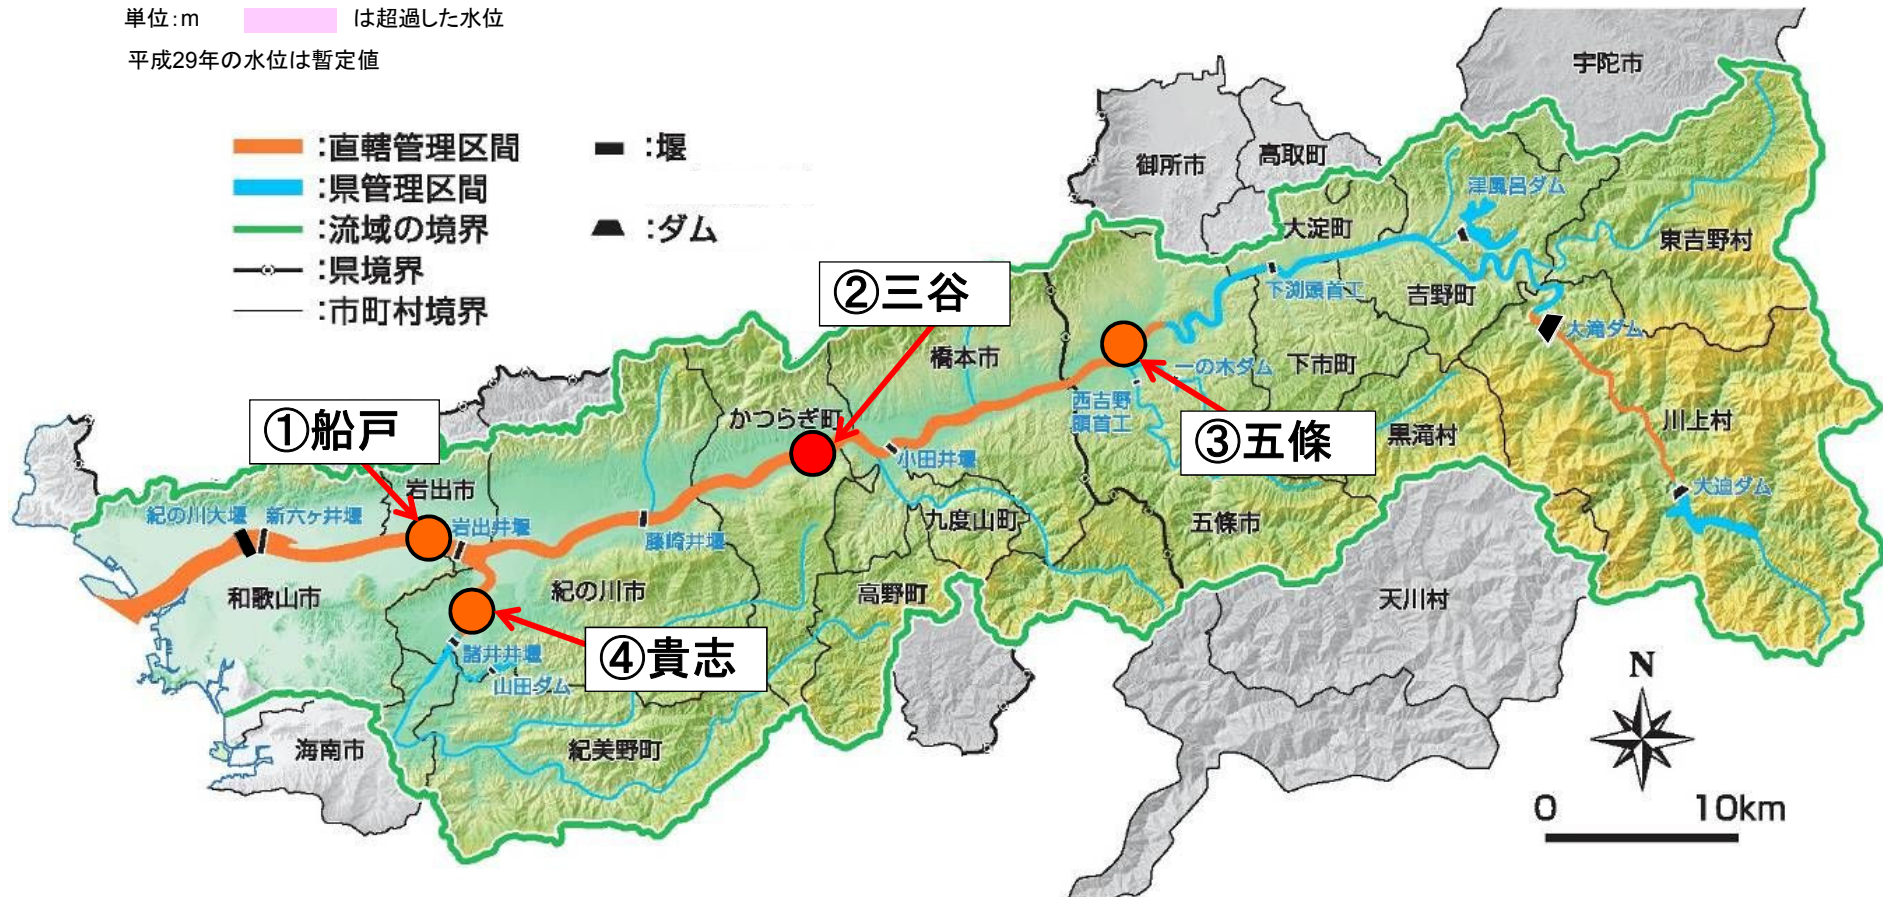 単位:m は超過した水位
平成29年の水位は暫定値
:直轄管理区間
:堰
:県管理区間
:流域の境界
:ダム
:県境界
:市町村境界
宇陀市
御所市
高取町
津風呂ダム
大淀町
東吉野村
②三谷
下渕頭首工
吉野町
大滝ダム
橋本市
一の木ダム
下市町
西吉野
頭首工
①船戸
かつらぎ町
③五條
黒滝村
川上村
小田井堰
岩出市
大迫ダム
紀の川大堰
新六ヶ井堰
岩出井堰
藤崎井堰
九度山町
五條市
和歌山市
紀の川市
高野町
天川村
④貴志
諸井井堰
山田ダム
海南市
紀美野町
N
0 10km